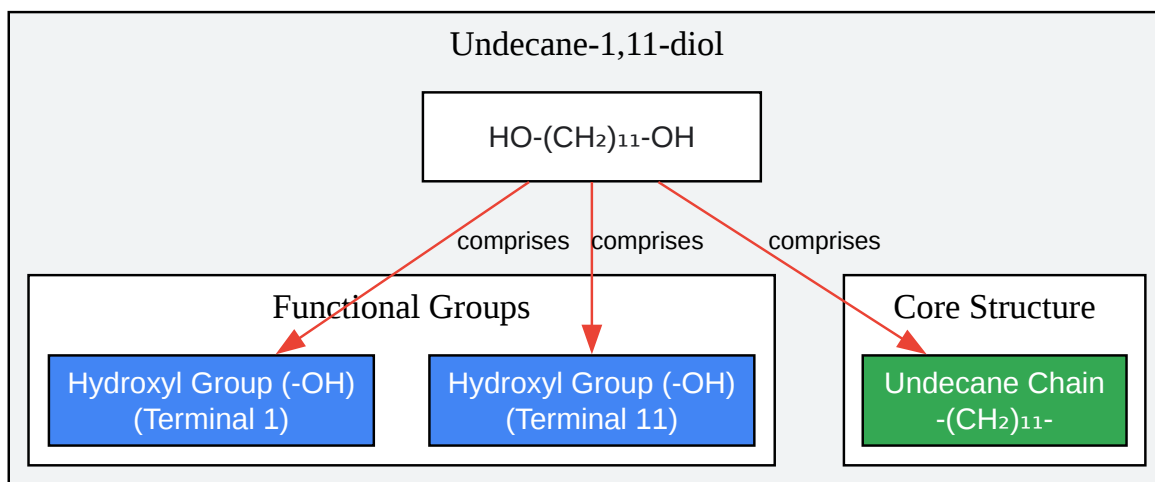 Undecane-1,11-diol
HO-(CH₂)₁₁-OH
comprises
comprises
comprises
Functional Groups
Core Structure
Hydroxyl Group (-OH)
(Terminal 1)
Hydroxyl Group (-OH)
(Terminal 11)
Undecane Chain
-(CH₂)₁₁-